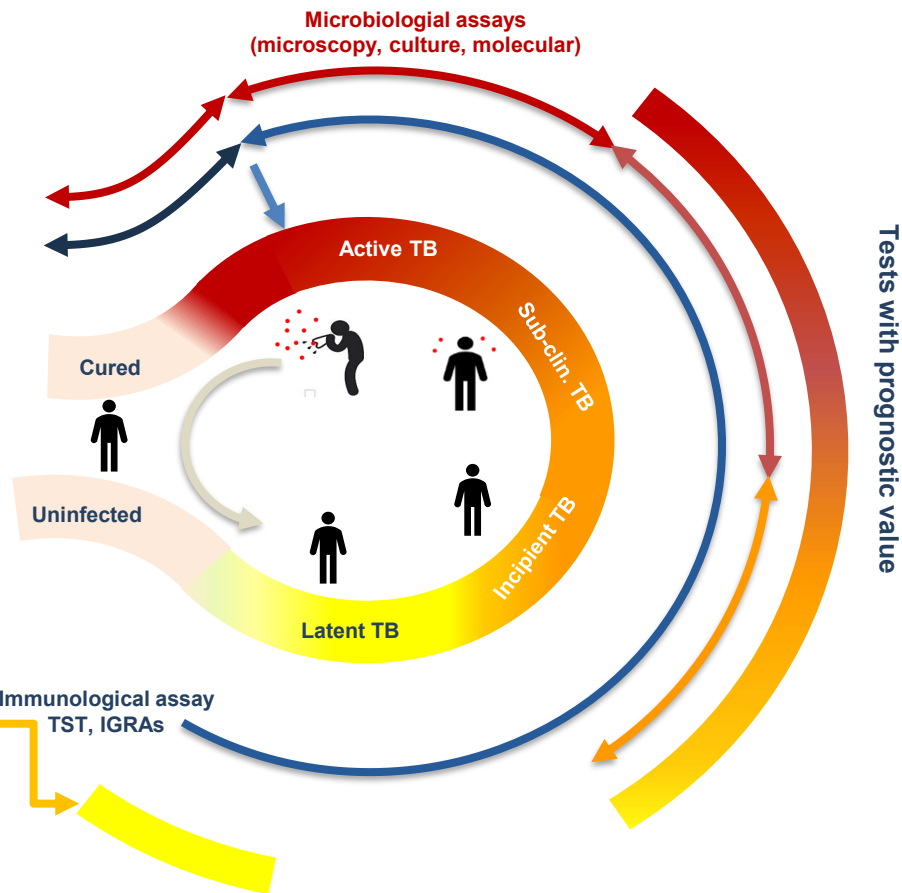 Microbiologial assays
(microscopy, culture, molecular)
Active TB
Sub-clin. TB
Tests with prognostic value
Cured
Uninfected
Incipient TB
Latent TB
Immunological assay
TST, IGRAs